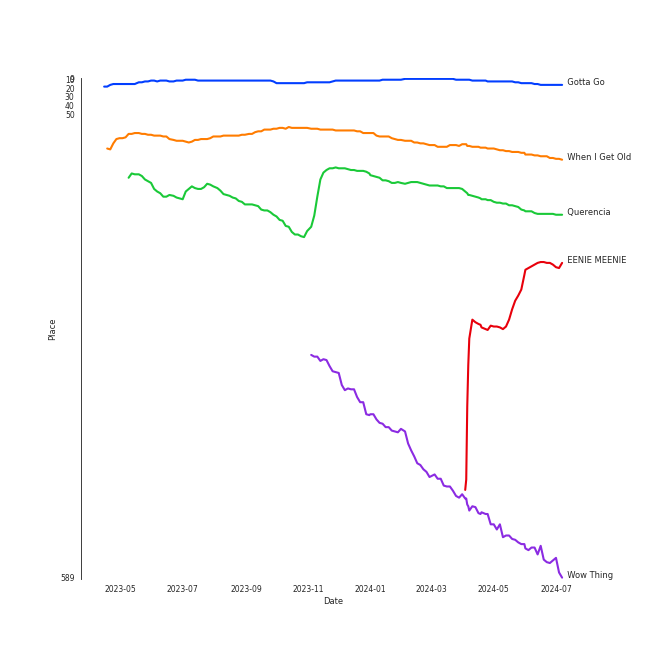 10
20
30
40
50
589
Place
Gotta Go
When I Get Old
Querencia
EENIE MEENIE
Wow Thing
2023-05 2023-07 2023-09 2023-11 2024-01 2024-03 2024-05 2024-07
Date